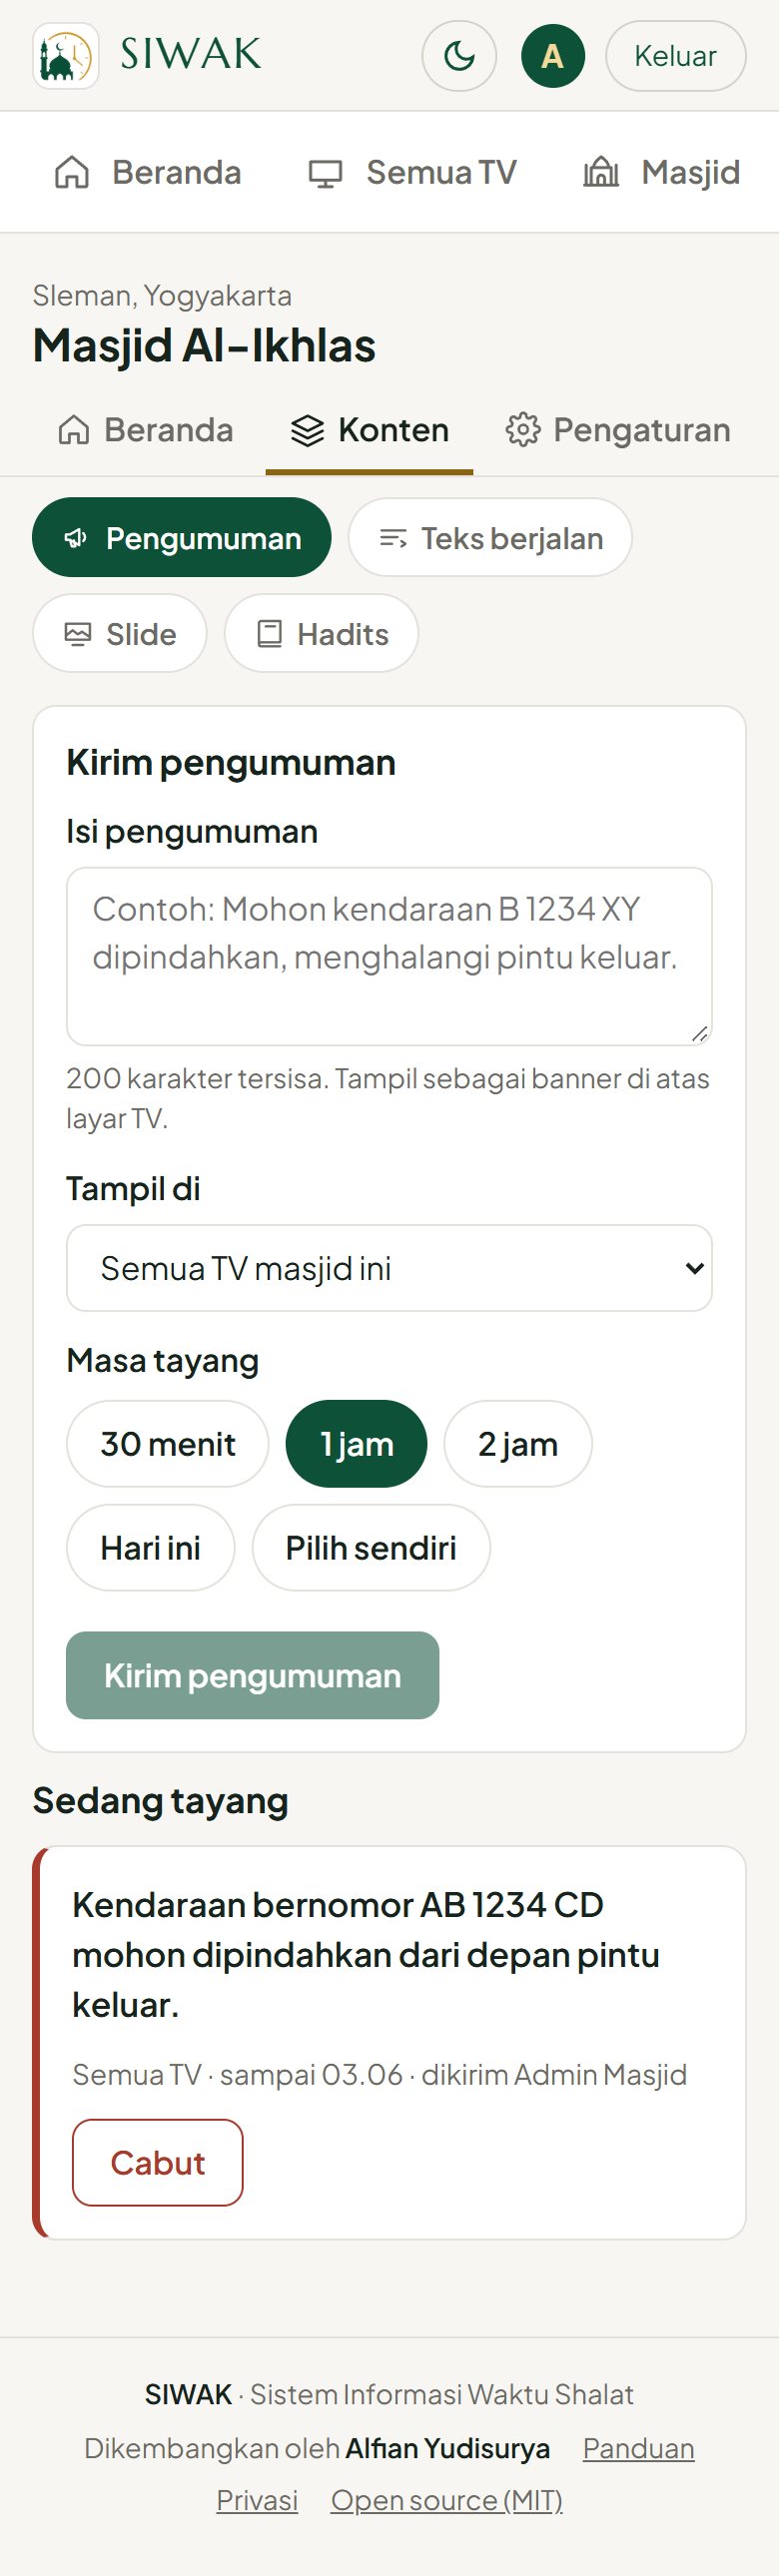 SIWAK
A
Keluar
Beranda
Semua TV
Masjid
Sleman, Yogyakarta
Masjid Al-Ikhlas
Beranda
Konten
Pengaturan
Pengumuman
Teks berjalan
Slide
Hadits
Kirim pengumuman
Isi pengumuman
Contoh: Mohon kendaraan B 1234 XY
dipindahkan, menghalangi pintu keluar.
200 karakter tersisa. Tampil sebagai banner di atas
layar TV.
Tampil di
Semua TV masjid ini
Masa tayang
30 menit
1 jam
2 jam
Hari ini
Pilih sendiri
Kirim pengumuman
Sedang tayang
Kendaraan bernomor AB 1234 CD
mohon dipindahkan dari depan pintu
keluar.
Semua TV · sampai 03.06 · dikirim Admin Masjid
Cabut
SIWAK · Sistem Informasi Waktu Shalat
Dikembangkan oleh Alfian Yudisurya Panduan
Privasi Open source (MIT)